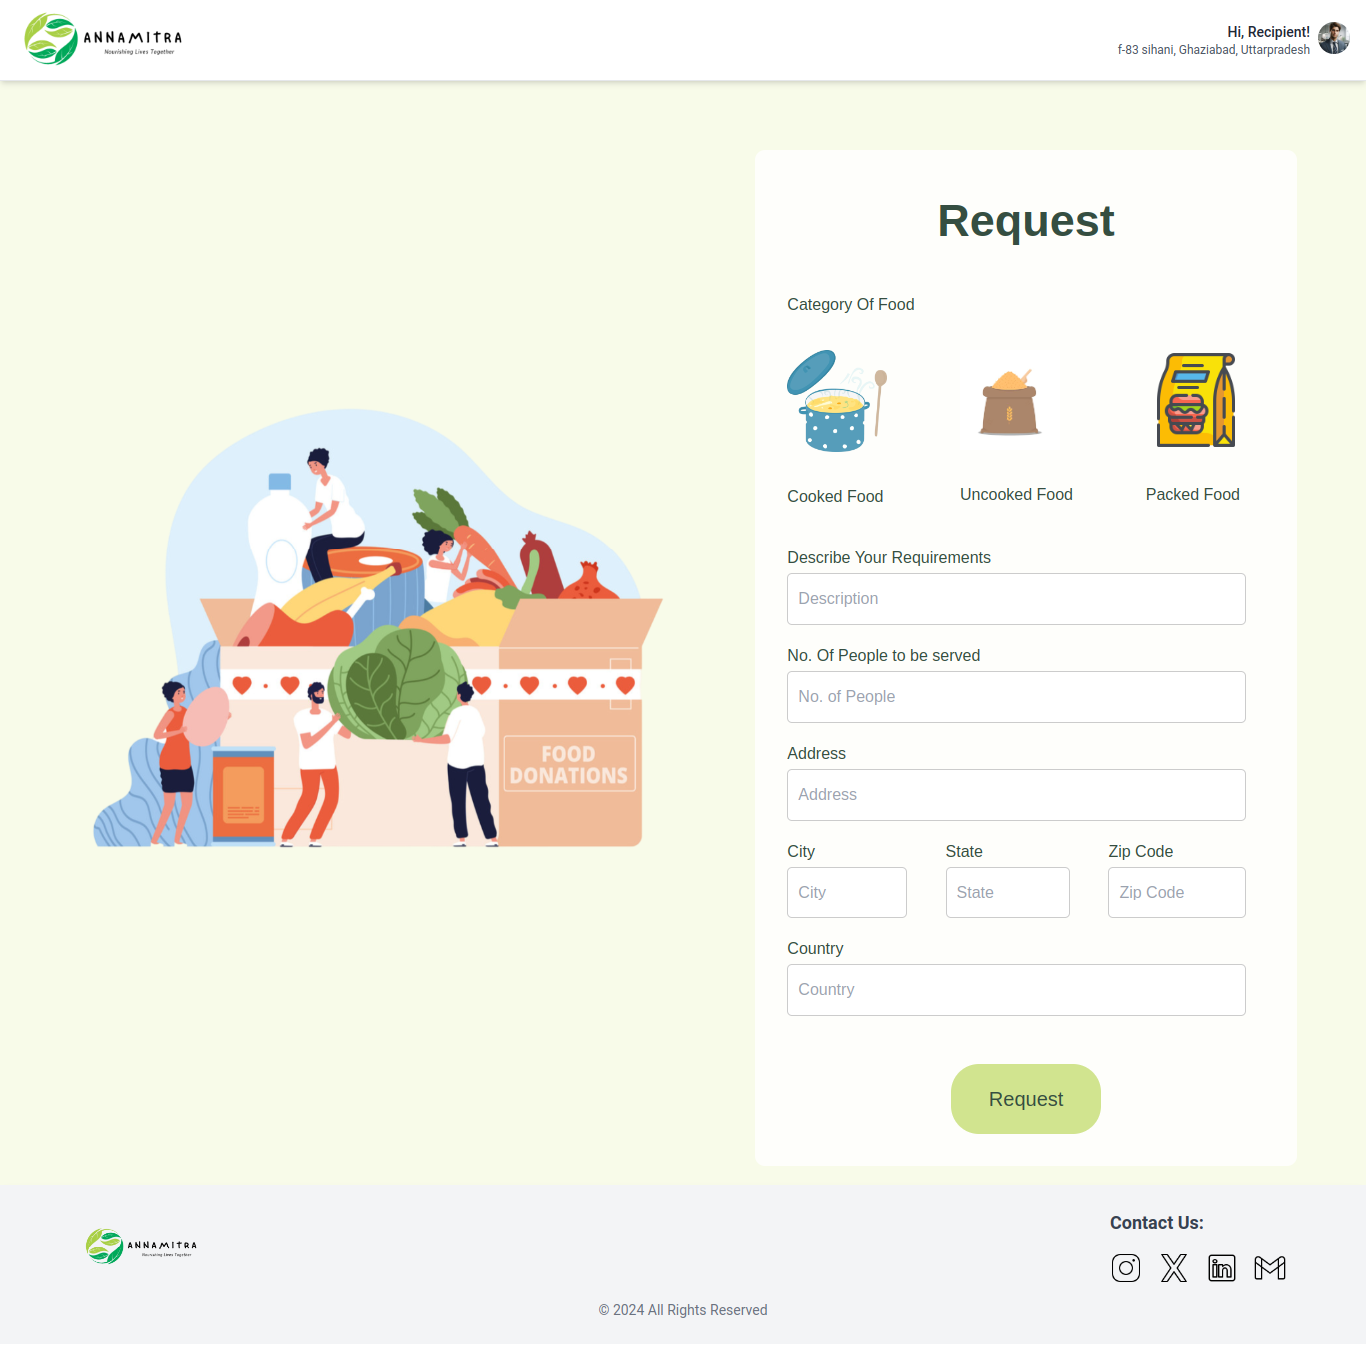 ANNAMITRA
Nourishing Lives Together
Hi, Recipient!
f-83 sihani, Ghaziabad, Uttarpradesh
Request
Category Of Food
Cooked Food
Uncooked Food
Packed Food
Describe Your Requirements
Description
No. Of People to be served
No. of People
Address
Address
City
State
Zip Code
City
State
Zip Code
Country
Country
Request
FOOD
DONATIONS
ANNAMITRA
Nourishing Lives Together
Contact Us:
© 2024 All Rights Reserved